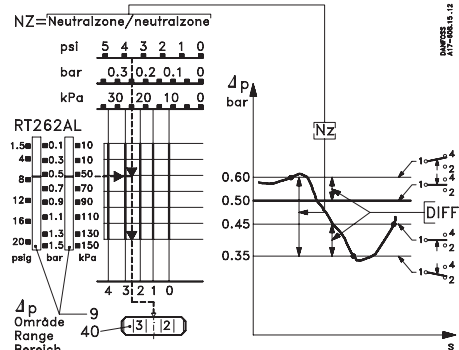 NZ=Neutralzone/neutralzone
DANFOSS
A17-606.15.12
psi 5 4 3 2 1 0
bar 0.3 0.2 0.1 0
kPa 30 20 10 0
Δp
bar
Nz
RT262AL
1.5 0.1 10
4 0.3 30
8 0.5 50
0.7 70
12 0.9 90
16 1.1 110
1.3 130
20 1.5 150
psig bar kPa
0.60
0.50
0.45
0.35
DIFF
1 4
2
1 4
2
1 4
2
1 4
2
4 3 2 1 0
Δp
Område
Range
Bereich
9
40
3 2
s